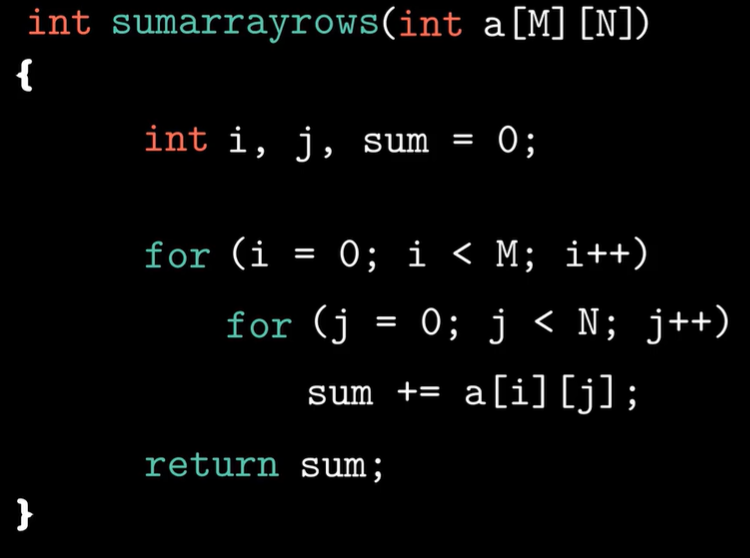 int sumarrayrows(int a[M][N])
{
int i, j, sum = 0;
for (i = 0; i < M; i++)
for (j = 0; j < N; j++)
sum += a[i][j];
return sum;
}